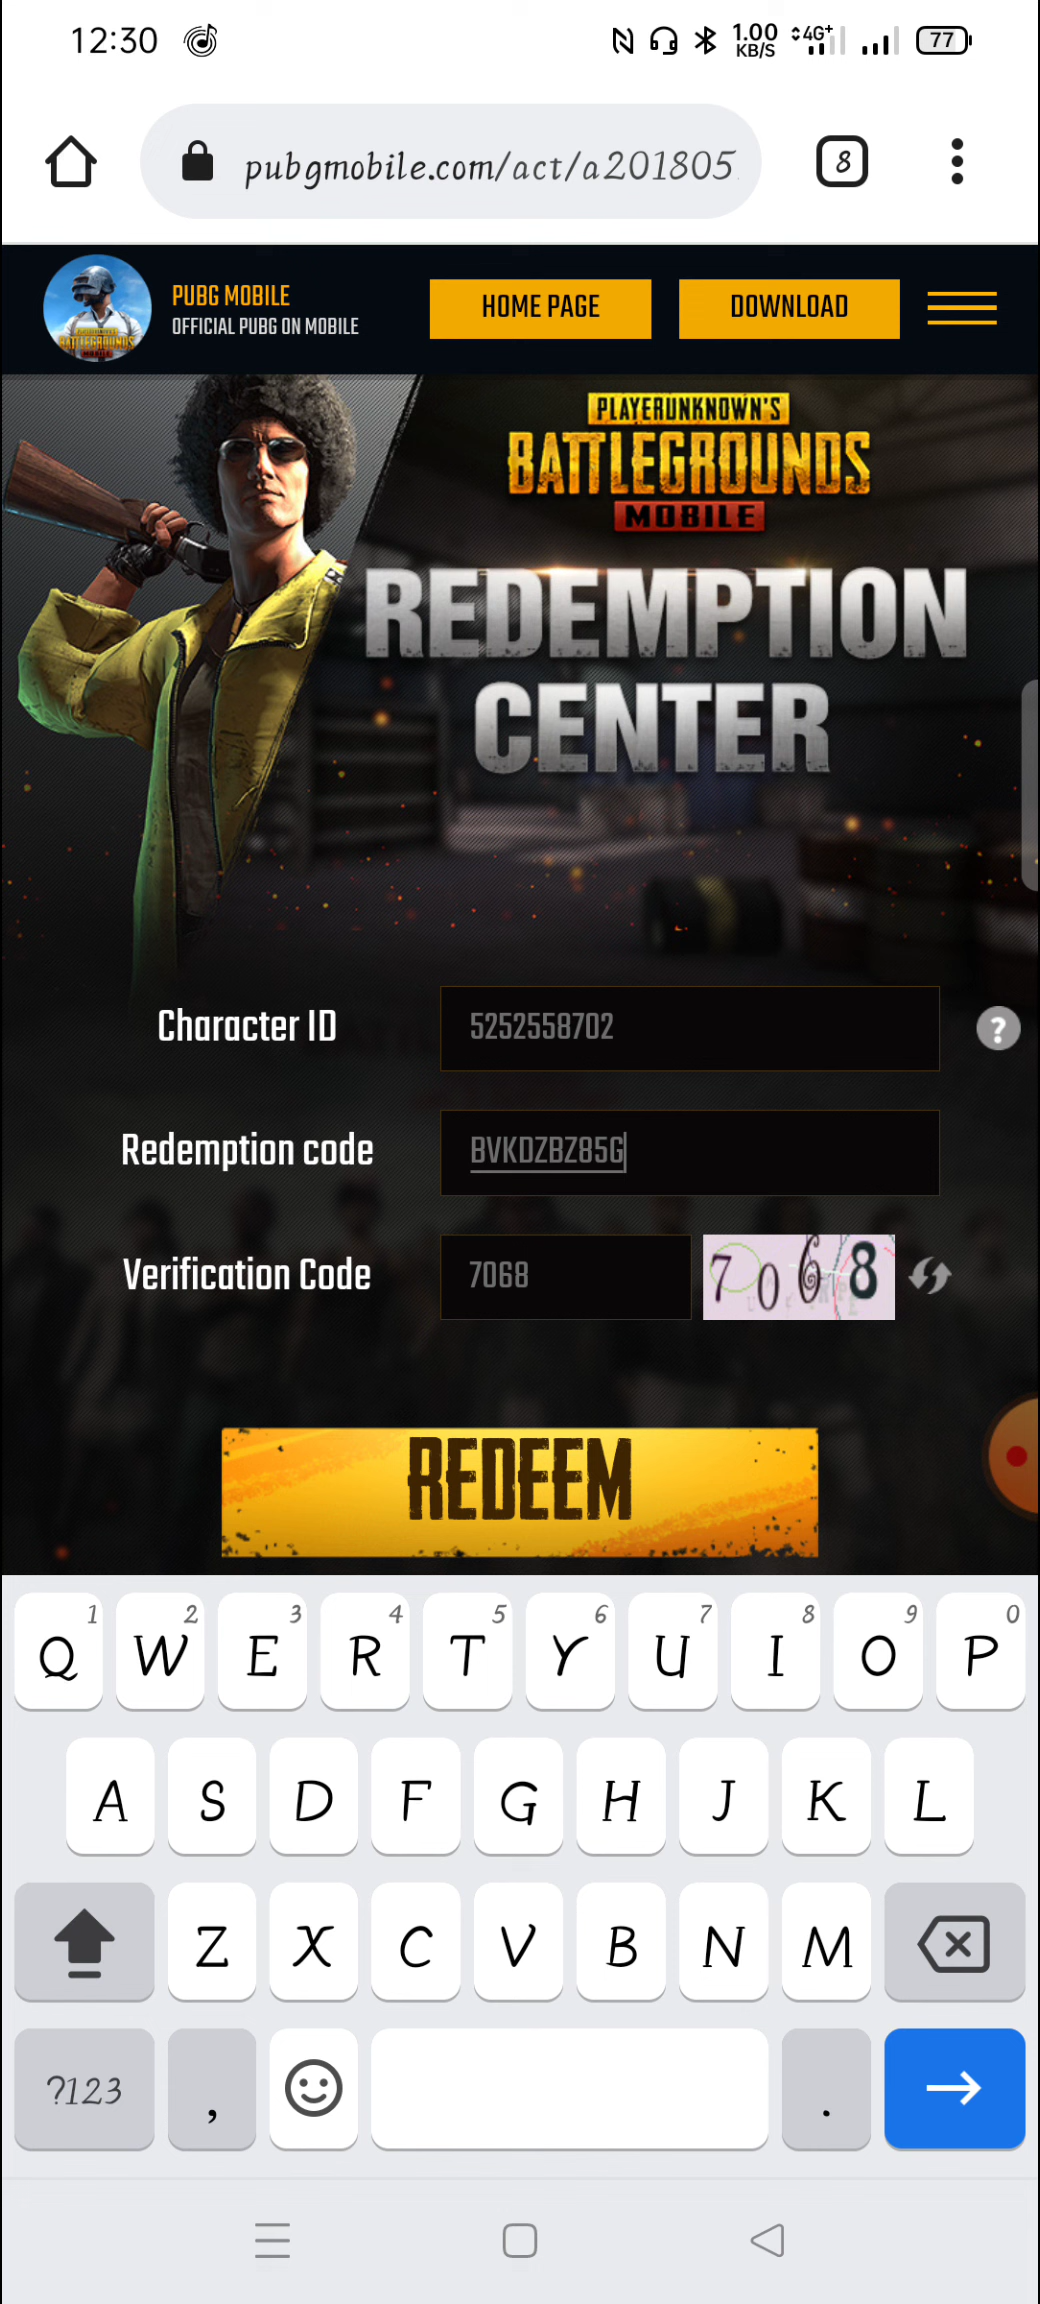 12:30
1.00 KB/S 4G+ 77
pubgmobile.com/act/a201805
8
PUBG MOBILE
OFFICIAL PUBG ON MOBILE
HOME PAGE
DOWNLOAD
PLAYERUNKNOWN'S
BATTLEGROUNDS
MOBILE
REDEMPTION
CENTER
Character ID
5252558702
?
Redemption code
BVKDZBZ85G
Verification Code
7068
7068
REDEEM
1 2 3 4 5 6 7 8 9 0
Q W E R T Y U I O P
A S D F G H J K L
Z X C V B N M
?123 , .